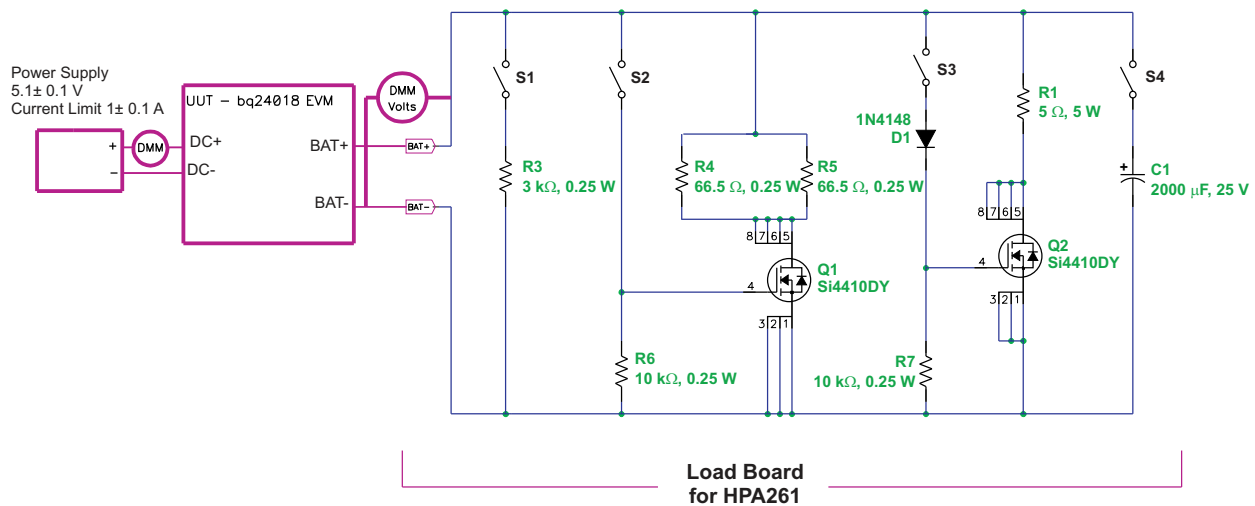 Power Supply
5.1± 0.1 V
Current Limit 1± 0.1 A
+
−
DMM
UUT − bq24018 EVM
DC+
DC-
BAT+
BAT-
DMM
Volts
BAT+
BAT−
S1
R3
3 kΩ, 0.25 W
S2
R4
66.5 Ω, 0.25 W
R5
66.5 Ω, 0.25 W
8 7 6 5
4
Q1
Si4410DY
3 2 1
R6
10 kΩ, 0.25 W
S3
1N4148
D1
R1
5 Ω, 5 W
8 7 6 5
4
Q2
Si4410DY
3 2 1
R7
10 kΩ, 0.25 W
S4
+
C1
2000 μF, 25 V
Load Board
for HPA261